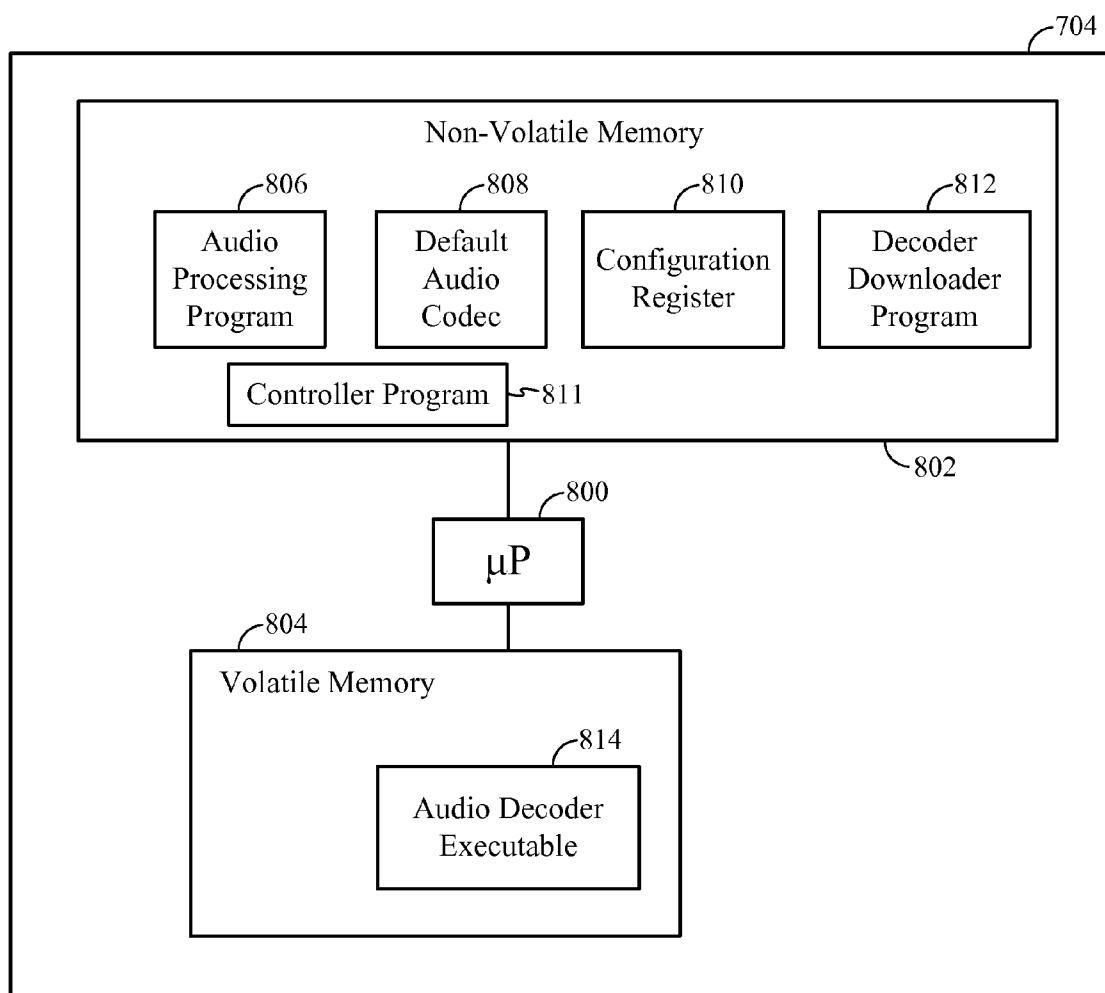 704
Non-Volatile Memory
806
808
810
812
Audio
Processing
Program
Default
Audio
Codec
Configuration
Register
Decoder
Downloader
Program
Controller Program
811
802
800
μP
804
Volatile Memory
814
Audio Decoder
Executable